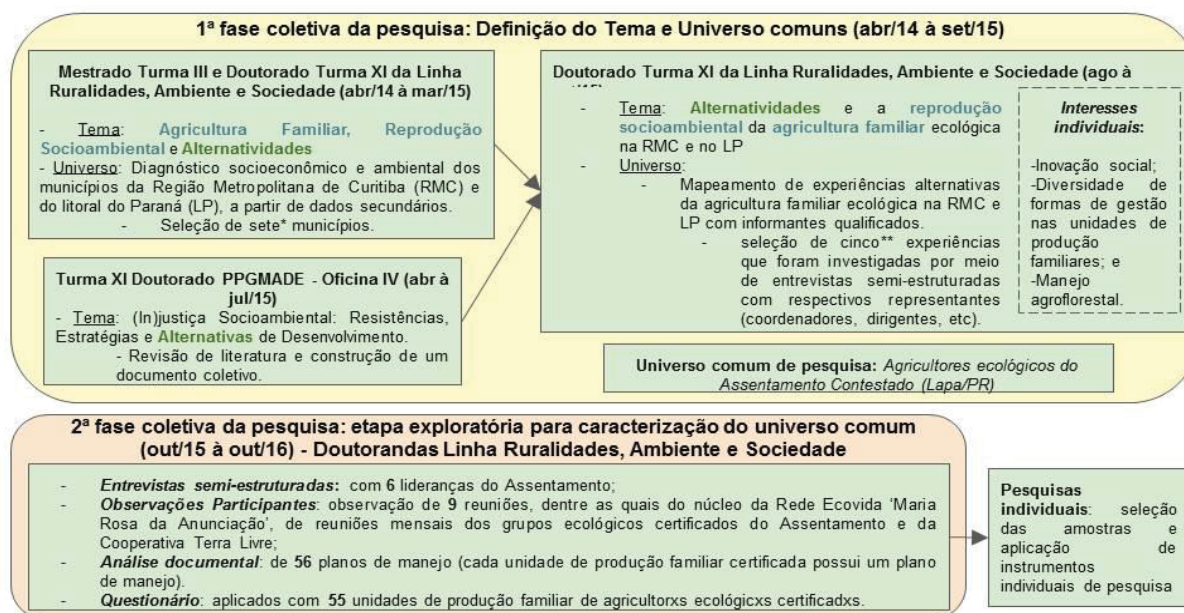 1ª fase coletiva da pesquisa: Definição do Tema e Universo comuns (abr/14 à set/15)
Mestrado Turma III e Doutorado Turma XI da Linha
Ruralidades, Ambiente e Sociedade (abr/14 à mar/15)
- Tema: Agricultura Familiar, Reprodução
Socioambiental e Alternatividades
- Universo: Diagnóstico socioeconômico e ambiental dos
municípios da Região Metropolitana de Curitiba (RMC) e
do litoral do Paraná (LP), a partir de dados secundários.
- Seleção de sete* municípios.
Turma XI Doutorado PPGMADE - Oficina IV (abr à
jul/15)
- Tema: (In)justiça Socioambiental: Resistências,
Estratégias e Alternativas de Desenvolvimento.
- Revisão de literatura e construção de um
documento coletivo.
Doutorado Turma XI da Linha Ruralidades, Ambiente e Sociedade (ago à
- Tema: Alternatividades e a reprodução
socioambiental da agricultura familiar ecológica
na RMC e no LP
- Universo:
- Mapeamento de experiências alternativas
da agricultura familiar ecológica na RMC e
LP com informantes qualificados.
- seleção de cinco** experiências
que foram investigadas por meio
de entrevistas semi-estruturadas
com respectivos representantes
(coordenadores, dirigentes, etc).
Interesses
individuais:
-Inovação social;
-Diversidade de
formas de gestão
nas unidades de
produção
familiares; e
-Manejo
agroflorestal.
Universo comum de pesquisa: Agricultores ecológicos do
Assentamento Contestado (Lapa/PR)
2ª fase coletiva da pesquisa: etapa exploratória para caracterização do universo comum
(out/15 à out/16) - Doutorandas Linha Ruralidades, Ambiente e Sociedade
- Entrevistas semi-estruturadas: com 6 lideranças do Assentamento;
- Observações Participantes: observação de 9 reuniões, dentre as quais do núcleo da Rede Ecovida ‘Maria
Rosa da Anunciação’, de reuniões mensais dos grupos ecológicos certificados do Assentamento e da
Cooperativa Terra Livre;
- Análise documental: de 56 planos de manejo (cada unidade de produção familiar certificada possui um plano
de manejo).
- Questionário: aplicados com 55 unidades de produção familiar de agricultorxs ecológicxs certificadxs.
Pesquisas
individuais: seleção
das amostras e
aplicação de
instrumentos
individuais de pesquisa